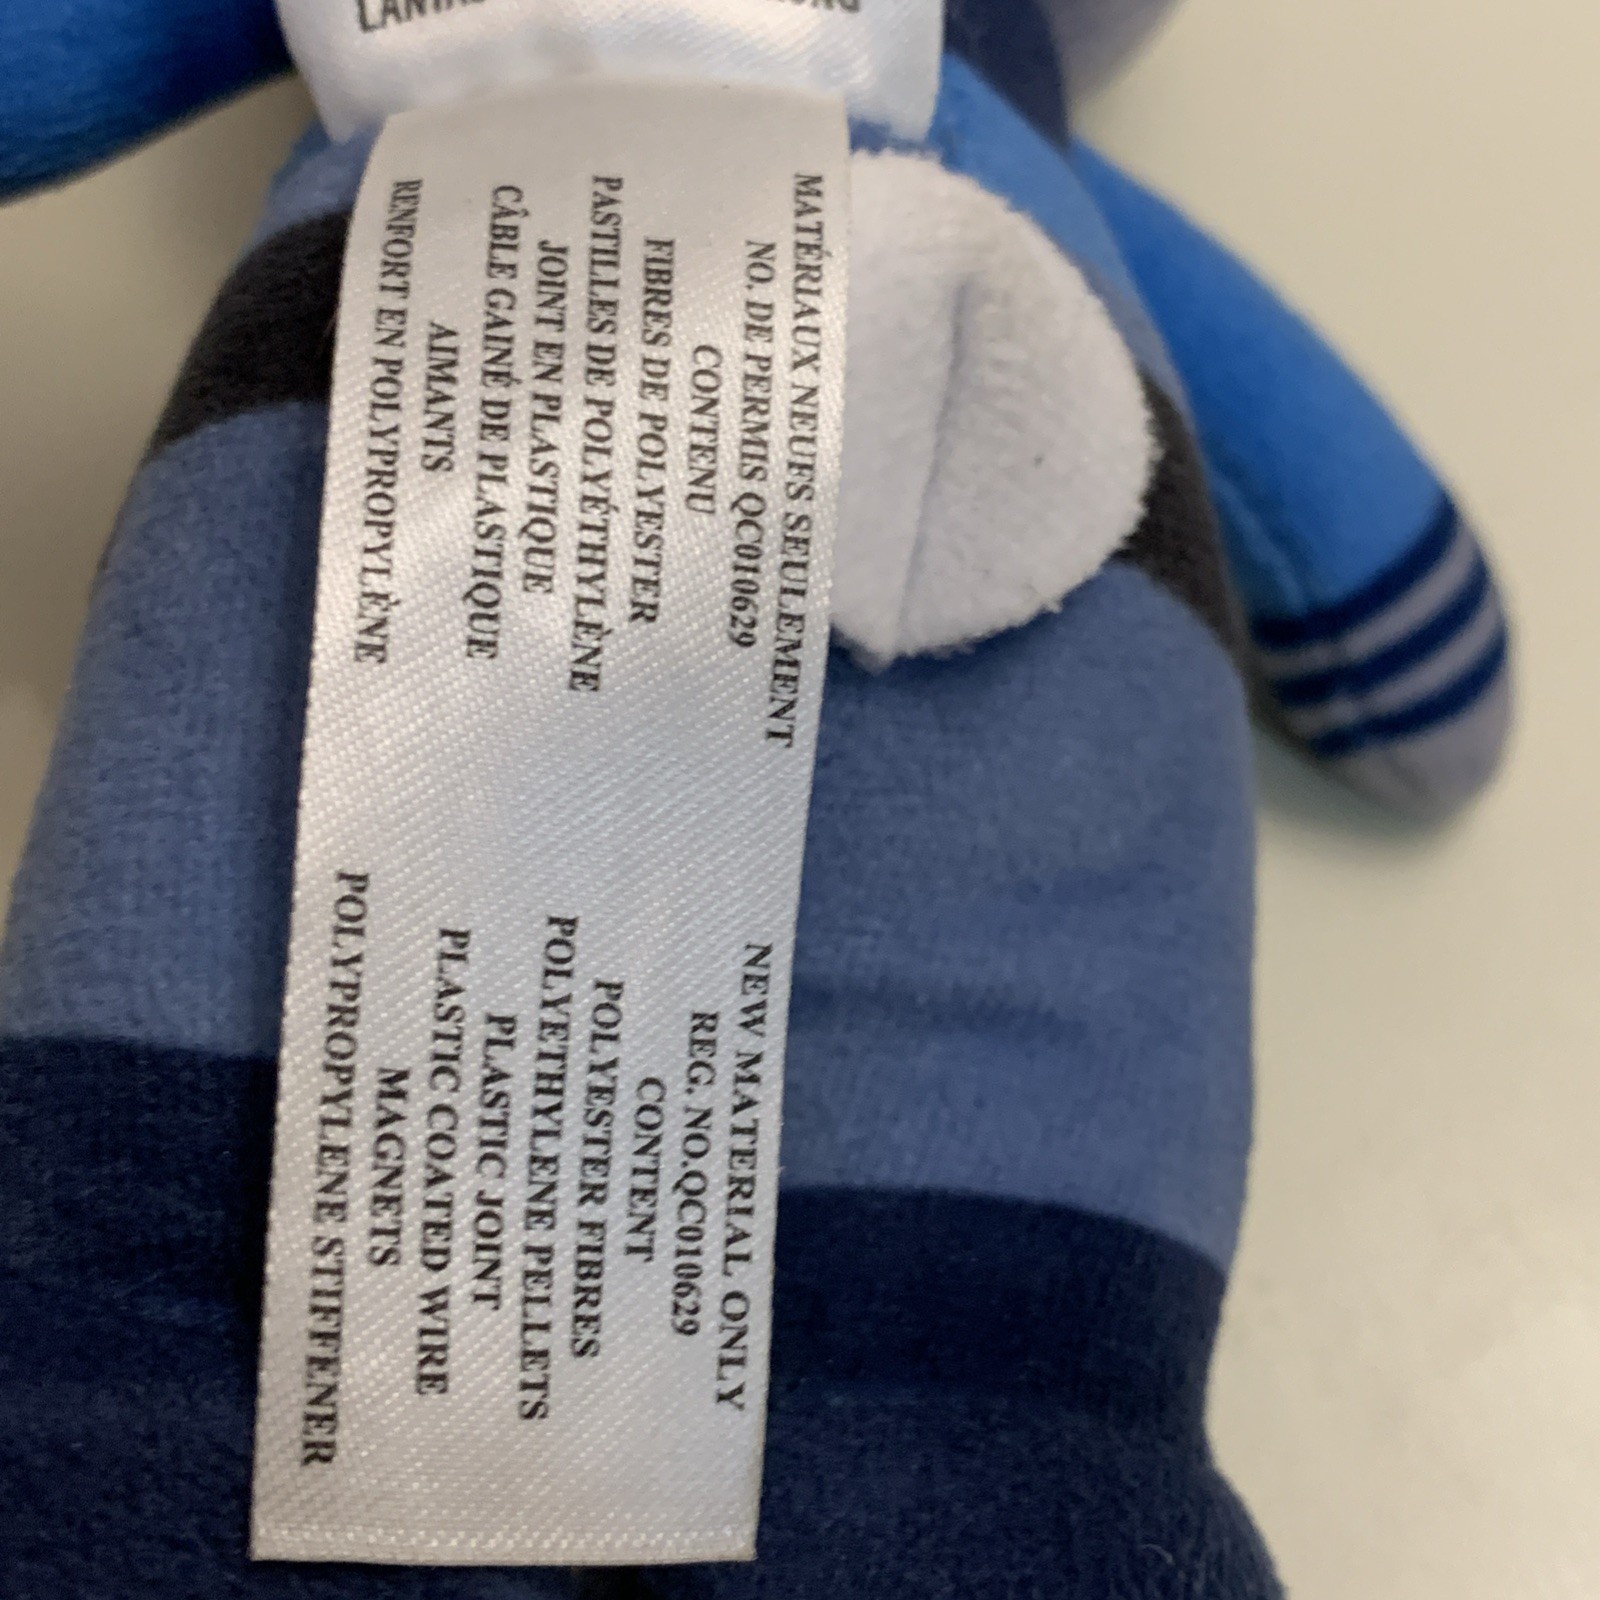 MATÉRIAUX NEUFS SEULEMENT
NO. DE PERMIS QC010629
CONTENU
FIBRES DE POLYESTER
PASTILLES DE POLYÉTHYLÈNE
JOINT EN PLASTIQUE
CÂBLE GAINÉ DE PLASTIQUE
AIMANTS
RENFORT EN POLYPROPYLÈNE
NEW MATERIAL ONLY
REG. NO.QC010629
CONTENT
POLYESTER FIBRES
POLYETHYLENE PELLETS
PLASTIC JOINT
PLASTIC COATED WIRE
MAGNETS
POLYPROPYLENE STIFFENER